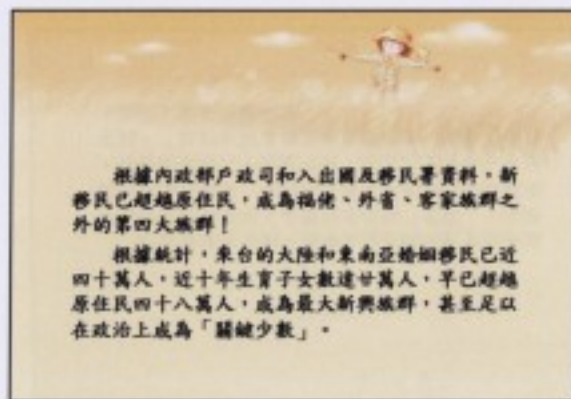 根據內政部戶政司和入出國及移民署資料，新
移民已超越原住民，成為福佬、外省、客家族群之
外的第四大族群！
根據統計，來台的大陸和東南亞婚姻移民已近
四十萬人，近十年生育子女數達廿萬人，早已超越
原住民四十八萬人，成為最大新興族群，甚至足以
在政治上成為「關鍵少數」。